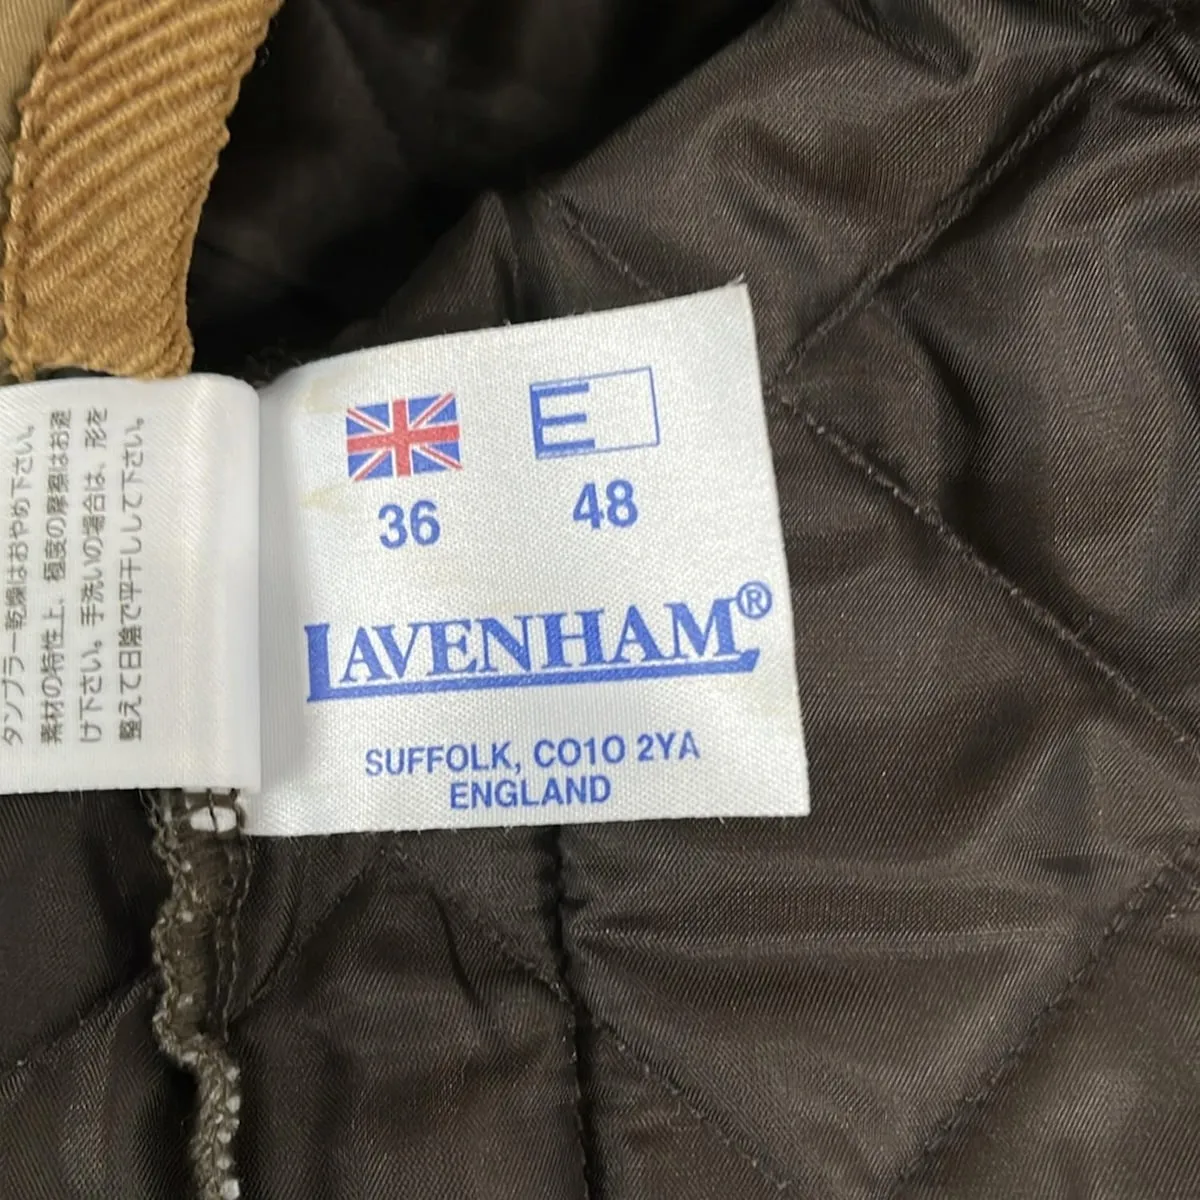 タンブラー乾燥はおやめ下さい。
素材の特性上、極度の摩擦はお避
け下さい。手洗いの場合は、形を
整えて日陰で平干しして下さい。
E
36
48
LAVENHAM®
SUFFOLK, CO10 2YA
ENGLAND